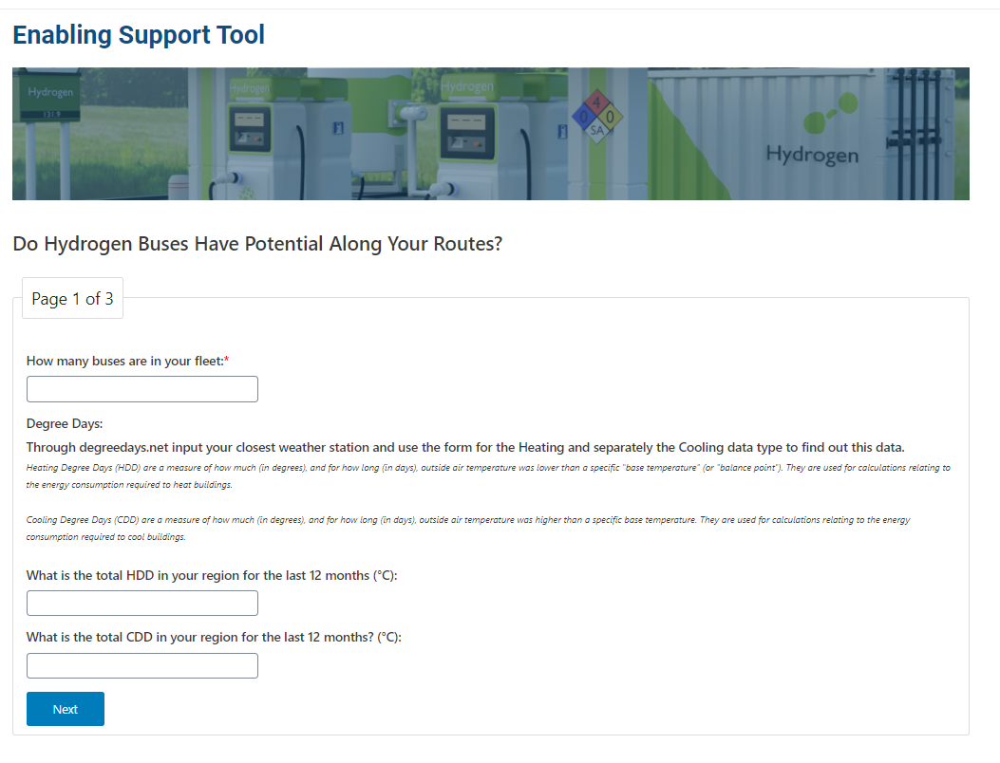 Enabling Support Tool
Hydrogen
131.9
Hydrogen
Hydrogen
4
0
0
SA
Hydrogen
Do Hydrogen Buses Have Potential Along Your Routes?
Page 1 of 3
How many buses are in your fleet:*
Degree Days:
Through degreedays.net input your closest weather station and use the form for the Heating and separately the Cooling data type to find out this data.
Heating Degree Days (HDD) are a measure of how much (in degrees), and for how long (in days), outside air temperature was lower than a specific "base temperature" (or "balance point"). They are used for calculations relating to
the energy consumption required to heat buildings.
Cooling Degree Days (CDD) are a measure of how much (in degrees), and for how long (in days), outside air temperature was higher than a specific base temperature. They are used for calculations relating to the energy
consumption required to cool buildings.
What is the total HDD in your region for the last 12 months (°C):
What is the total CDD in your region for the last 12 months? (°C):
Next